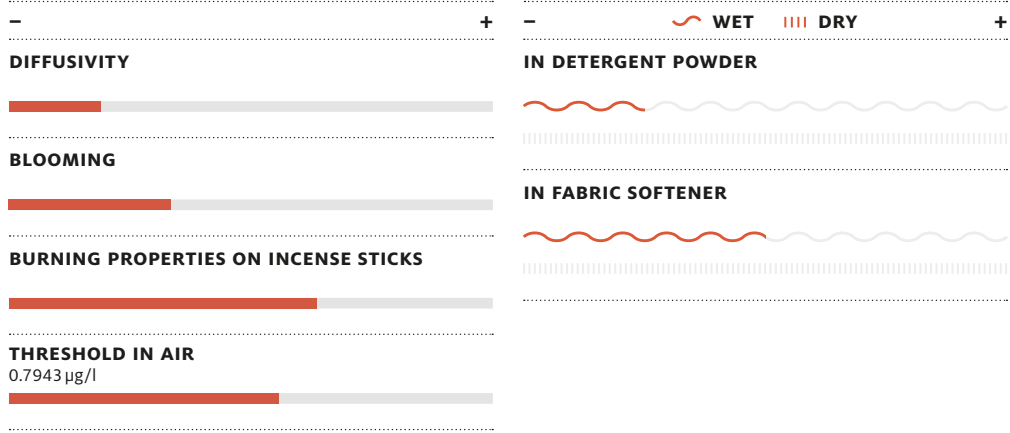 − +
DIFFUSIVITY
BLOOMING
BURNING PROPERTIES ON INCENSE STICKS
THRESHOLD IN AIR
0.7943 µg/l
− WET DRY +
IN DETERGENT POWDER
IN FABRIC SOFTENER